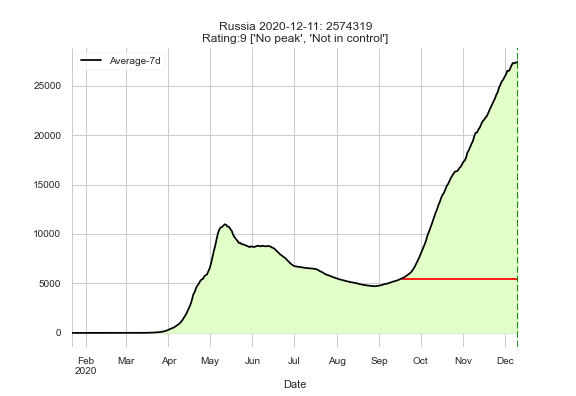 Russia 2020-12-11: 2574319
Rating:9 ['No peak', 'Not in control']
Average-7d
25000
20000
15000
10000
5000
0
Feb Mar Apr May Jun Jul Aug Sep Oct Nov Dec
2020
Date